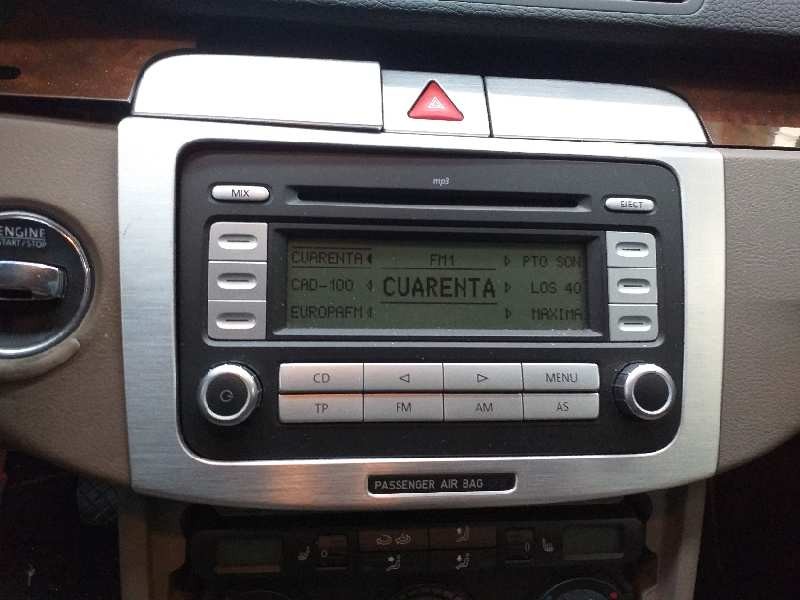 mp3
MIX
EJECT
ENGINE
START/STOP
CUARENTA FM1 PTO SON
CAD-100 CUARENTA LOS 40
EUROPAFM MAXIMA
CD MENU
TP FM AM AS
PASSENGER AIR BAG